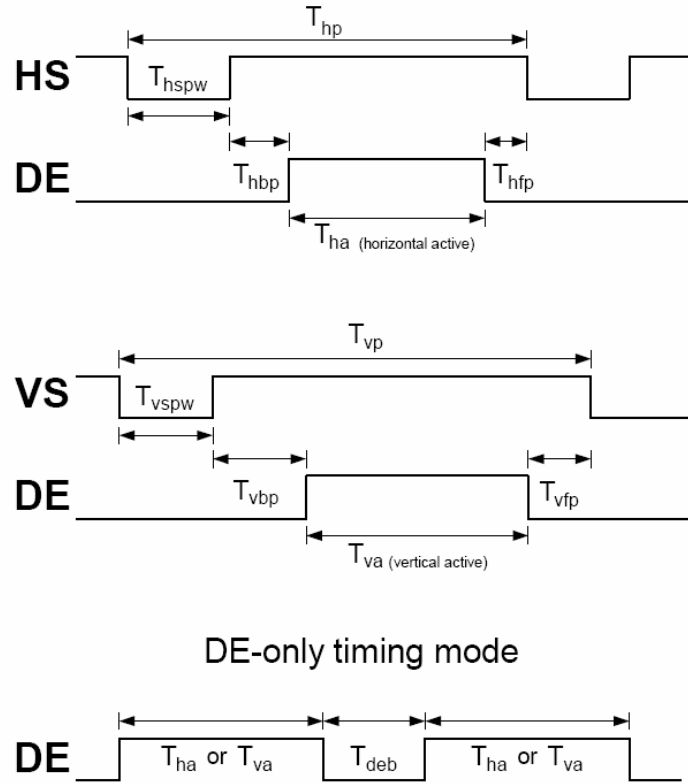 Thp
HS
Thspw
DE
Thbp
Thfp
Tha (horizontal active)
Tvp
VS
Tvspw
DE
Tvbp
Tvfp
Tva (vertical active)
DE-only timing mode
DE
Tha or Tva
Tdeb
Tha or Tva